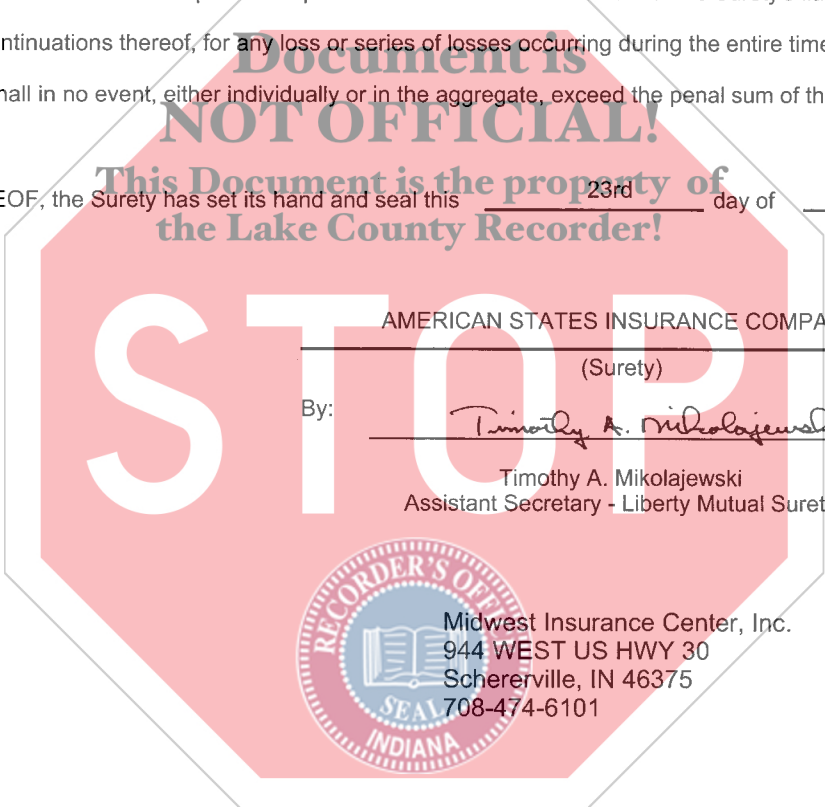 ntinuations thereof, for any loss or series of losses occurring during the entire time
Document is
hall in no event, either individually or in the aggregate, exceed the penal sum of th
NOT OFFICIAL!
This Document is the property of
EOF, the Surety has set its hand and seal this 23rd day of
the Lake County Recorder!
STOP
AMERICAN STATES INSURANCE COMPA
(Surety)
By: Timothy A. Mikolajewsk
Timothy A. Mikolajewski
Assistant Secretary - Liberty Mutual Suret
RECORDER'S OFFICE
SEAL
INDIANA
Midwest Insurance Center, Inc.
944 WEST US HWY 30
Schererville, IN 46375
708-474-6101